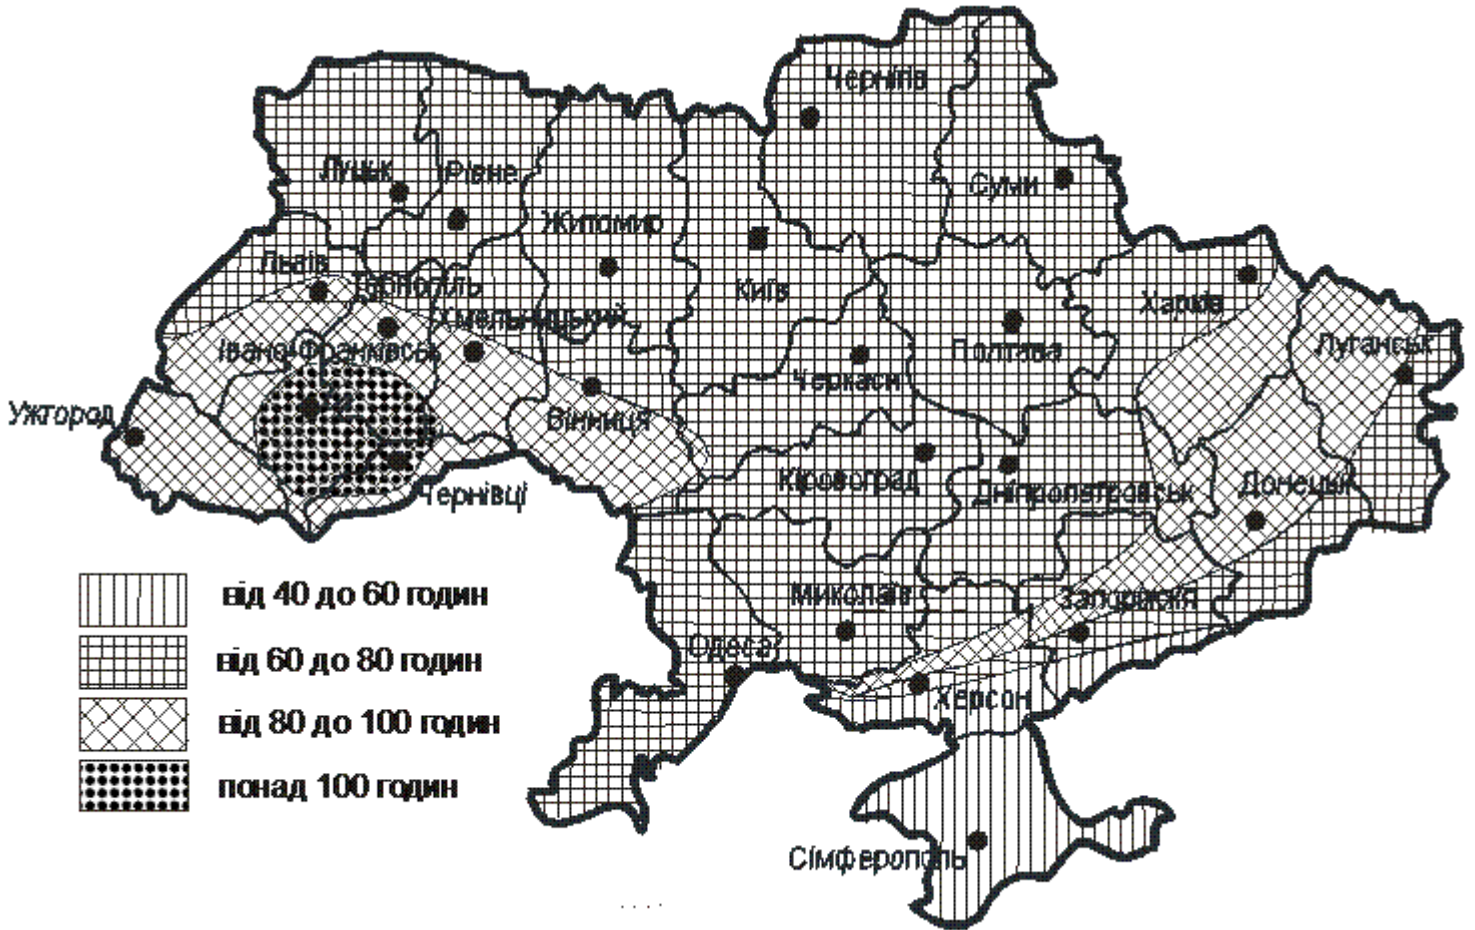 Чернігів
Луцьк
Рівне
Суми
Житомир
Львів
Тернопіль
Київ
Харків
Хмельницький
Івано-Франківськ
Полтава
Луганськ
Черкаси
Ужгород
Вінниця
Кіровоград
Дніпропетровськ
Донецьк
Чернівці
від 40 до 60 годин
Миколаїв
Запоріжжя
від 60 до 80 годин
Одеса
Херсон
від 80 до 100 годин
понад 100 годин
Сімферополь